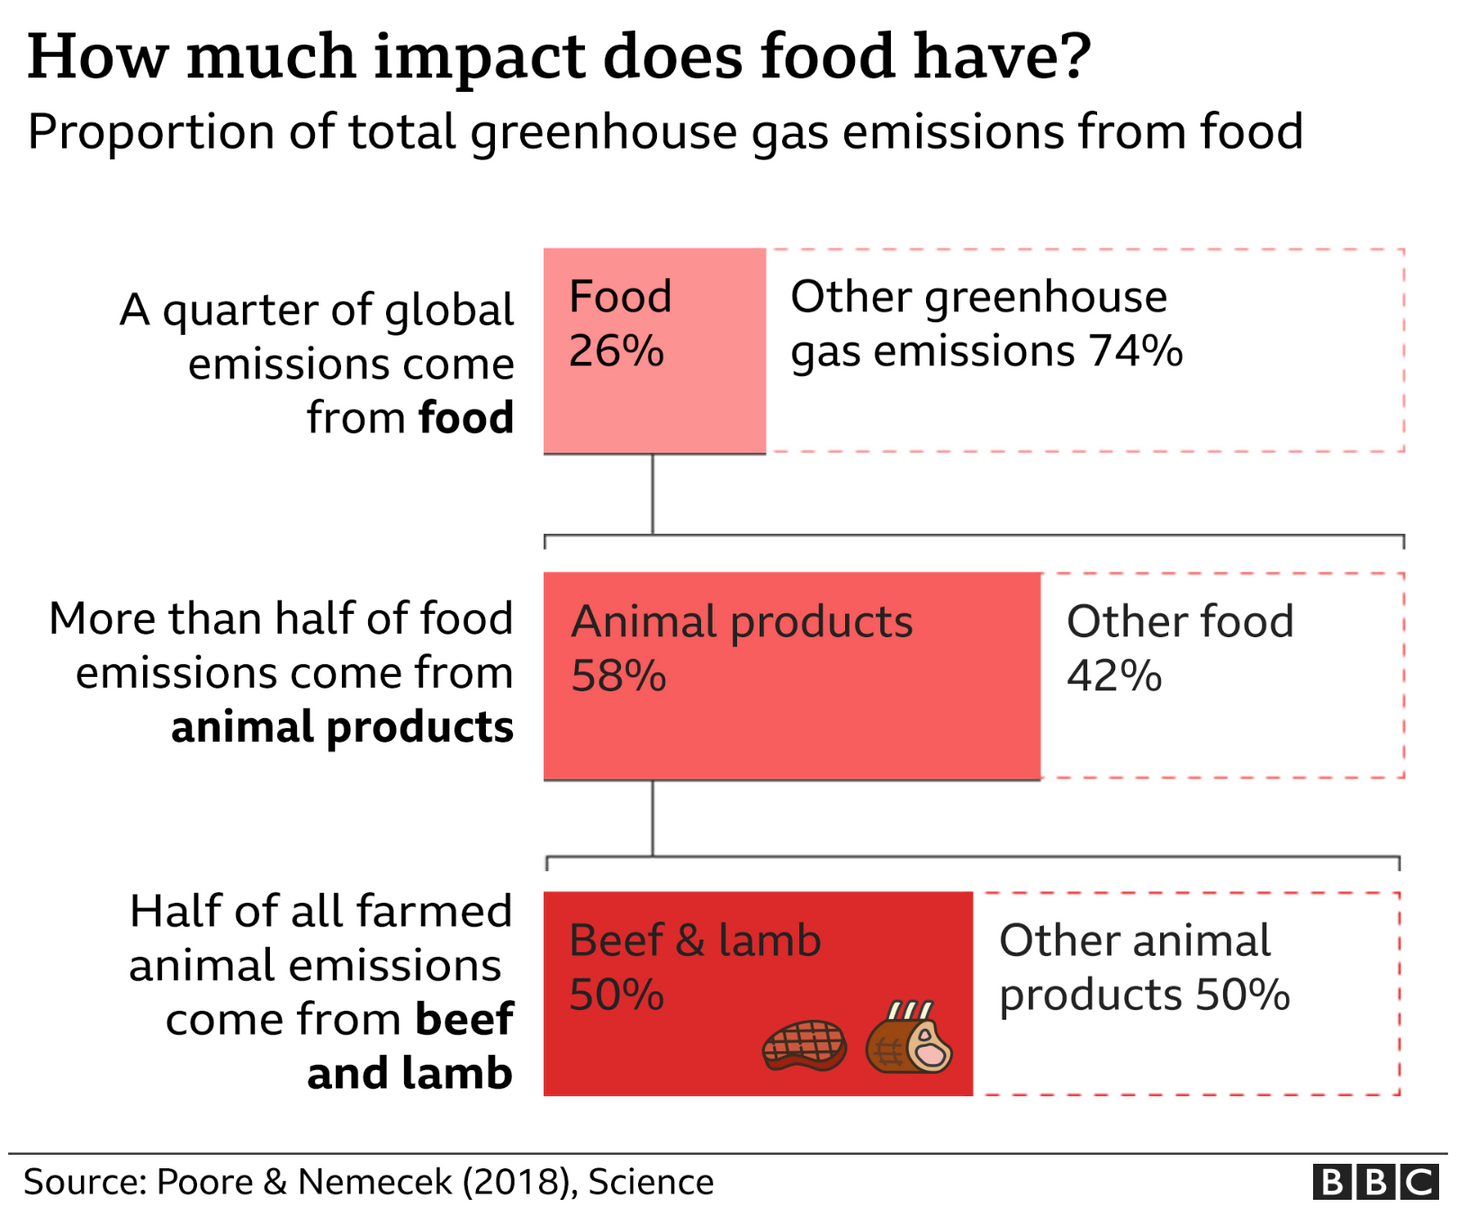 How much impact does food have?
Proportion of total greenhouse gas emissions from food
A quarter of global
emissions come
from food
Food
26%
Other greenhouse
gas emissions 74%
More than half of food
emissions come from
animal products
Animal products
58%
Other food
42%
Half of all farmed
animal emissions
come from beef
and lamb
Beef & lamb
50%
Other animal
products 50%
Source: Poore & Nemecek (2018), Science
BBC